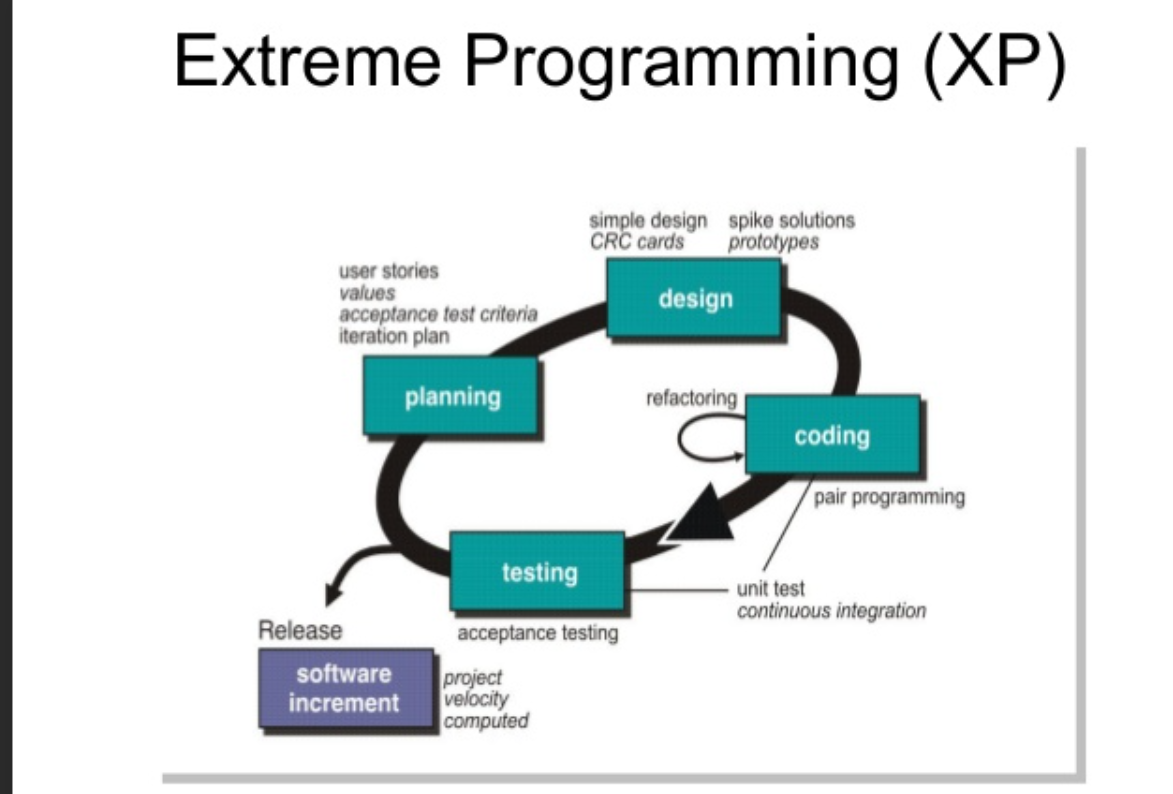 Extreme Programming (XP)
simple design
CRC cards
spike solutions
prototypes
user stories
values
acceptance test criteria
iteration plan
design
planning
refactoring
coding
pair programming
testing
unit test
continuous integration
acceptance testing
Release
software
increment
project
velocity
computed